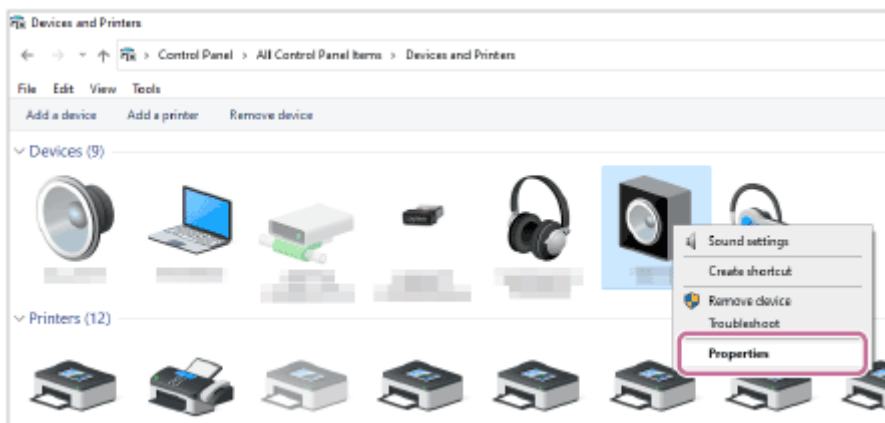 Devices and Printers
Control Panel > All Control Panel Items > Devices and Printers
File Edit View Tools
Add a device Add a printer Remove device
Devices (9)
Sound settings
Create shortcut
Remove device
Troubleshoot
Printers (12)
Properties